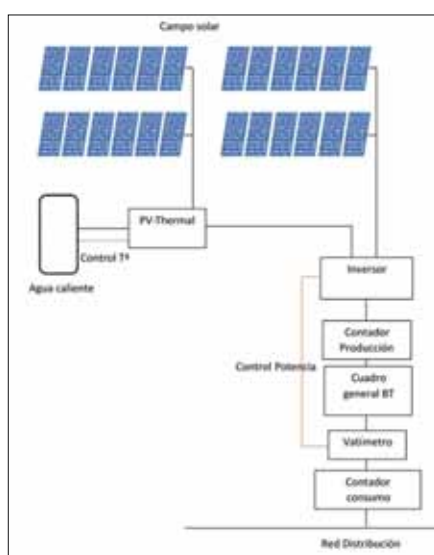 Campo solar
PV-Thermal
Control Tª
Agua caliente
Inversor
Contador
Producción
Control Potencia
Cuadro
general BT
Vatímetro
Contador
consumo
Red Distribución